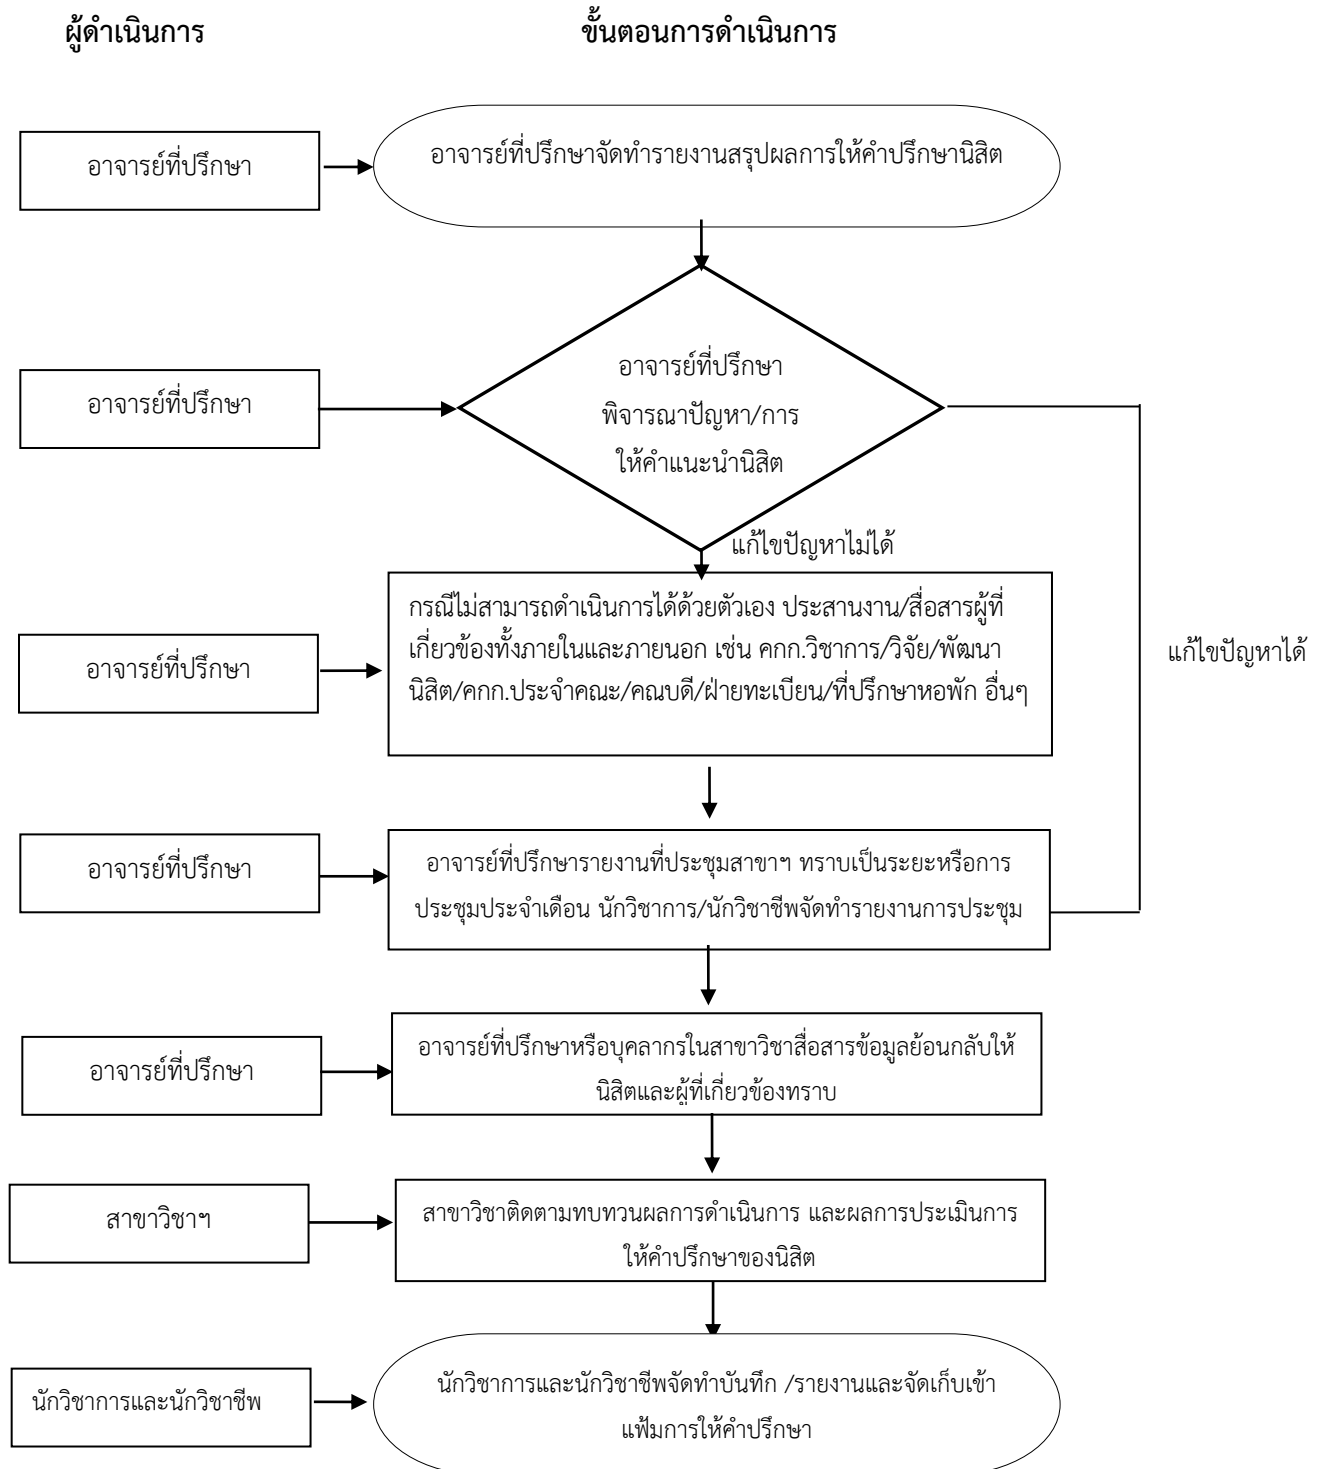 ผู้ดำเนินการ
ขั้นตอนการดำเนินการ
อาจารย์ที่ปรึกษา
อาจารย์ที่ปรึกษาจัดทำรายงานสรุปผลการให้คำปรึกษานิสิต
อาจารย์ที่ปรึกษา
อาจารย์ที่ปรึกษา
พิจารณาปัญหา/การ
ให้คำแนะนำนิสิต
แก้ไขปัญหาไม่ได้
อาจารย์ที่ปรึกษา
กรณีไม่สามารถดำเนินการได้ด้วยตัวเอง ประสานงาน/สื่อสารผู้ที่
เกี่ยวข้องทั้งภายในและภายนอก เช่น คกก.วิชาการ/วิจัย/พัฒนา
นิสิต/คกก.ประจำคณะ/คณบดี/ฝ่ายทะเบียน/ที่ปรึกษาหอพัก อื่นๆ
แก้ไขปัญหาได้
อาจารย์ที่ปรึกษา
อาจารย์ที่ปรึกษารายงานที่ประชุมสาขาฯ ทราบเป็นระยะหรือการ
ประชุมประจำเดือน นักวิชาการ/นักวิชาชีพจัดทำรายงานการประชุม
อาจารย์ที่ปรึกษา
อาจารย์ที่ปรึกษาหรือบุคลากรในสาขาวิชาสื่อสารข้อมูลย้อนกลับให้
นิสิตและผู้ที่เกี่ยวข้องทราบ
สาขาวิชาฯ
สาขาวิชาติดตามทบทวนผลการดำเนินการ และผลการประเมินการ
ให้คำปรึกษาของนิสิต
นักวิชาการและนักวิชาชีพ
นักวิชาการและนักวิชาชีพจัดทำบันทึก /รายงานและจัดเก็บเข้า
แฟ้มการให้คำปรึกษา